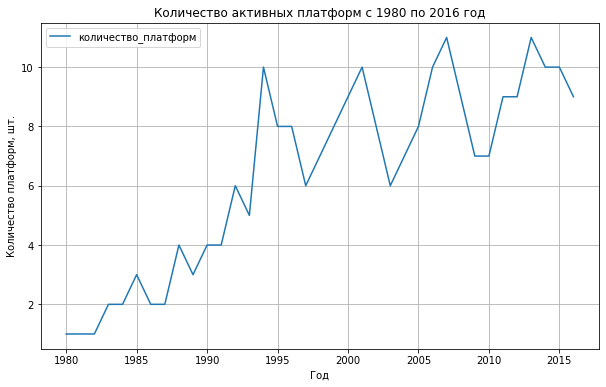 Количество активных платформ с 1980 по 2016 год
количество_платформ
Количество платформ, шт.
10
8
6
4
2
1980 1985 1990 1995 2000 2005 2010 2015
Год